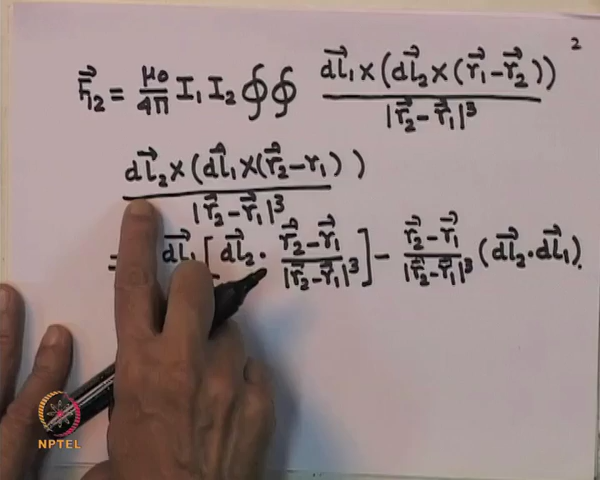 2
F⃗₂ = μ₀/4π I₁ I₂ ∮∮ dl⃗₁ × (dl⃗₂ × (r⃗₁ − r⃗₂)) / |r⃗₂ − r⃗₁|³
dl⃗₂ × (dl⃗₁ × (r⃗₂ − r₁)) / |r⃗₂ − r⃗₁|³
= dl⃗₁ [dl⃗₂ · r⃗₂ − r⃗₁ / |r⃗₂ − r⃗₁|³] − r⃗₂ − r⃗₁ / |r⃗₂ − r⃗₁|³ (dl⃗₂ · dl⃗₁).
NPTEL